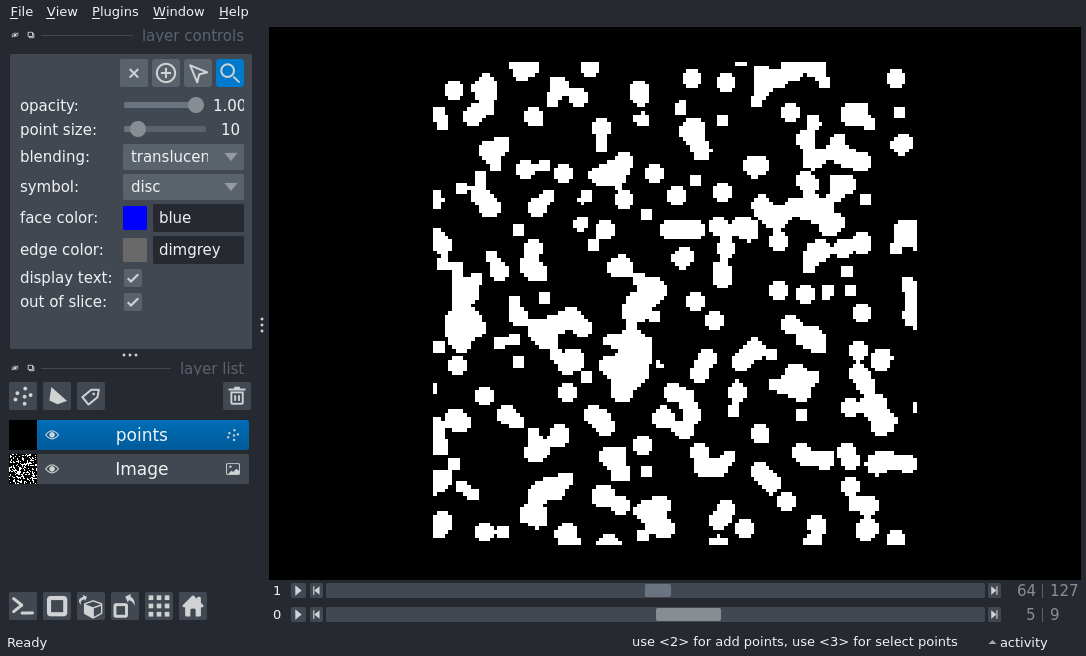 File View Plugins Window Help
layer controls
opacity: 1.00
point size: 10
blending: translucen
symbol: disc
face color: blue
edge color: dimgrey
display text:
out of slice:
layer list
points
Image
1 64 | 127
0 5 | 9
Ready use <2> for add points, use <3> for select points activity